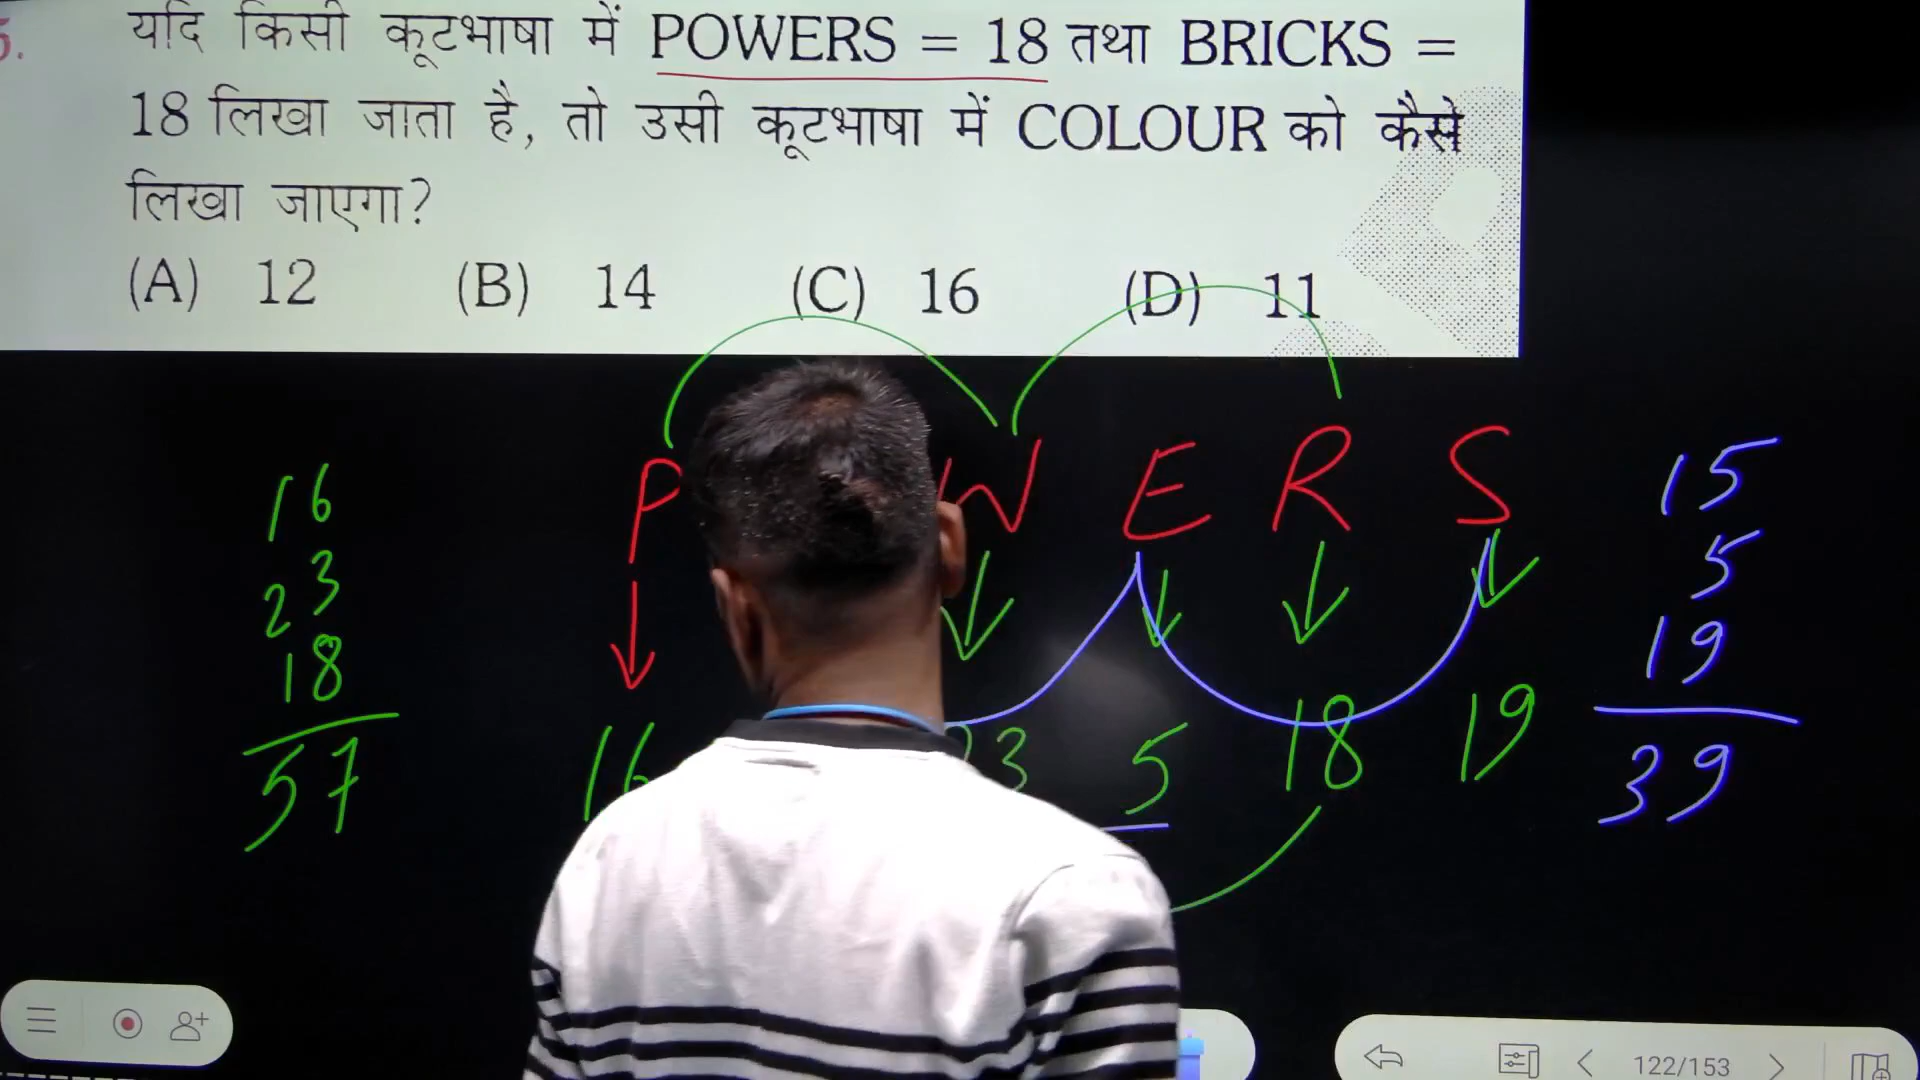 5.
यदि किसी कूटभाषा में POWERS = 18 तथा BRICKS =
18 लिखा जाता है, तो उसी कूटभाषा में COLOUR को कैसे
लिखा जाएगा?
(A) 12 (B) 14 (C) 16 (D) 11
P W E R S
16
23
18
57
16 23 5 18 19
15
5
19
39
122/153